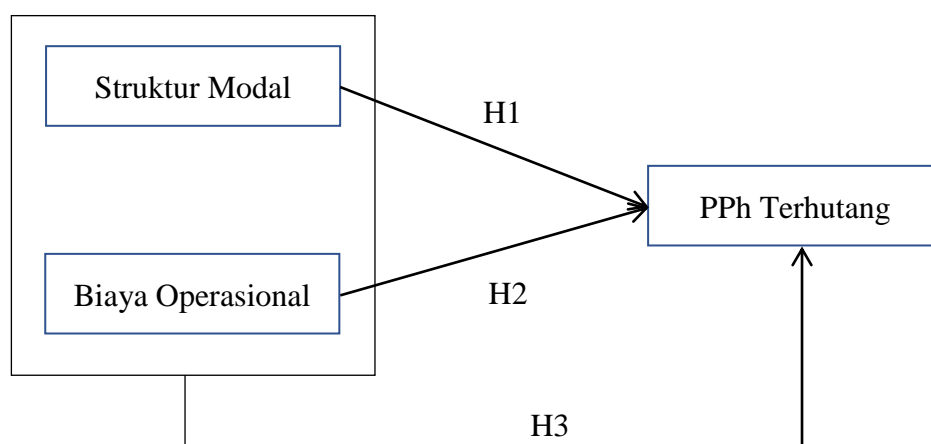 Struktur Modal
H1
PPh Terhutang
Biaya Operasional
H2
H3